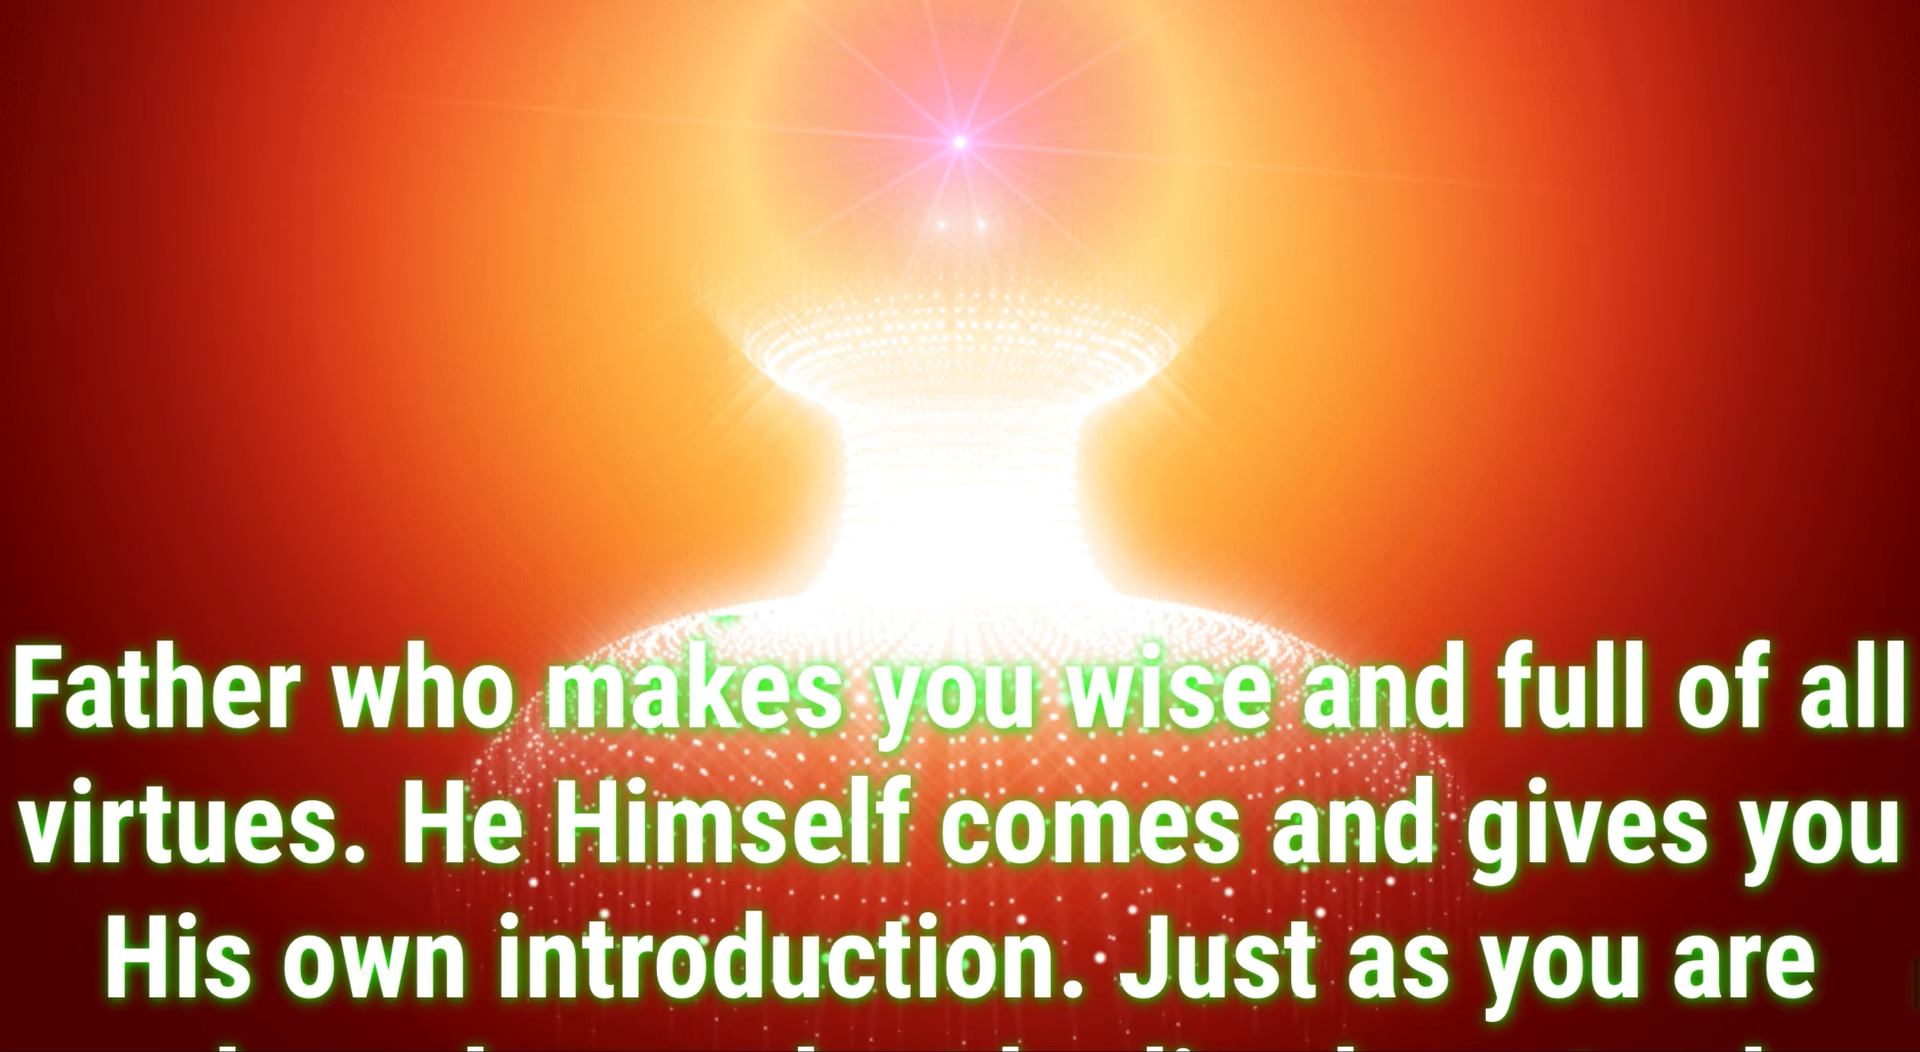 Father who makes you wise and full of all
virtues. He Himself comes and gives you
His own introduction. Just as you are